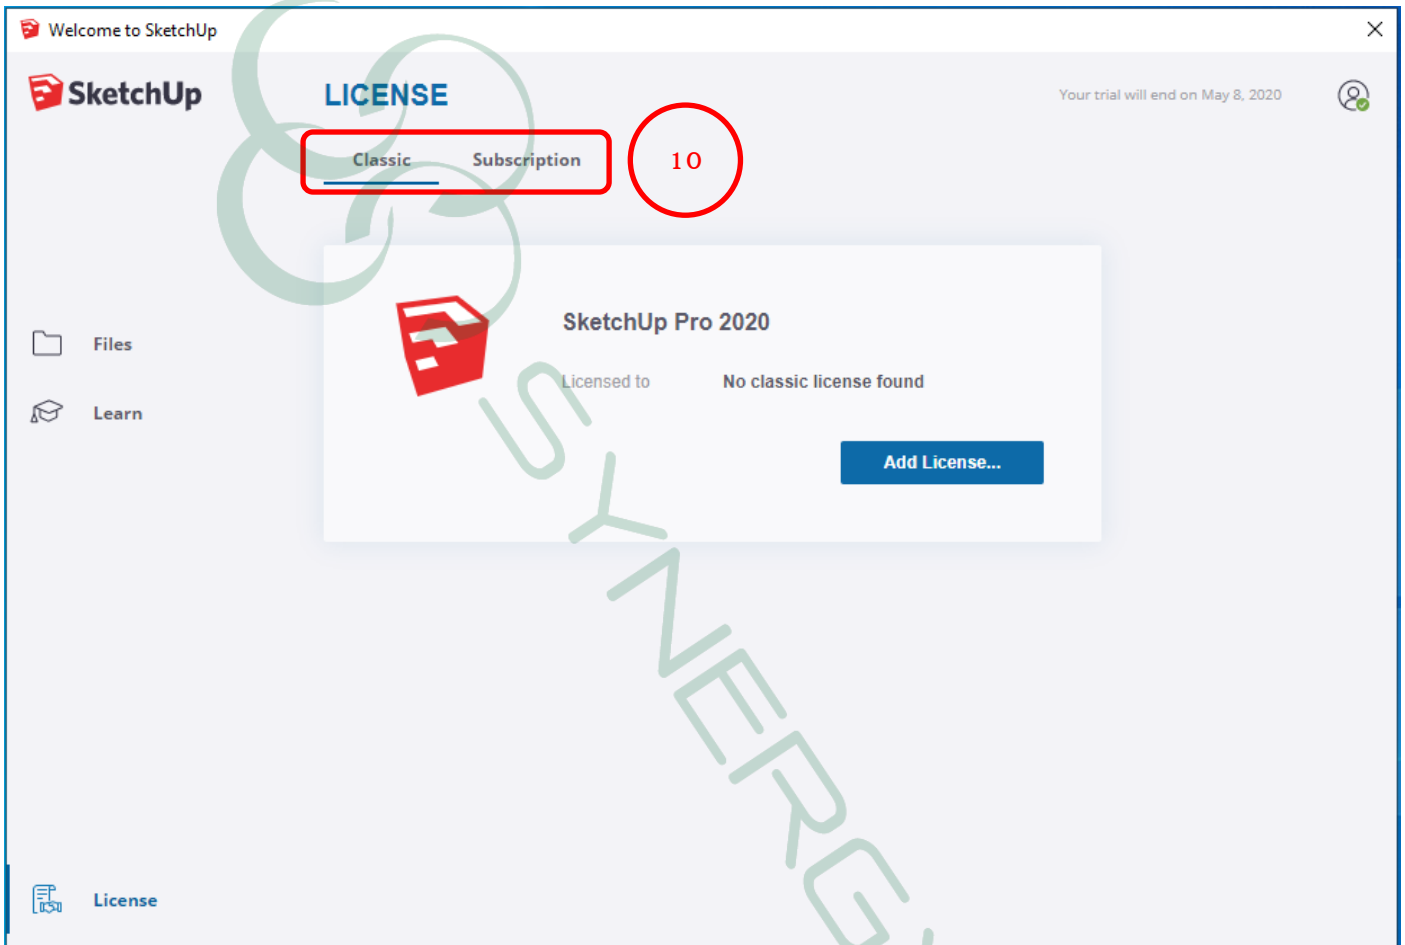 Welcome to SketchUp
SketchUp
LICENSE
Your trial will end on May 8, 2020
Classic Subscription
10
SketchUp Pro 2020
Licensed to No classic license found
Add License...
Files
Learn
License
SYNERGY